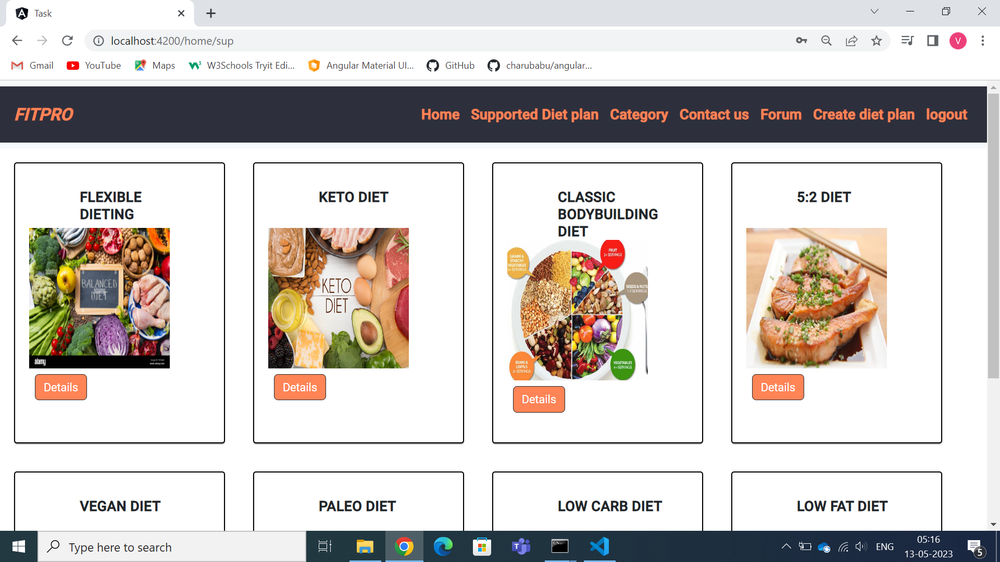 Task
localhost:4200/home/sup
V
Gmail
YouTube
Maps
W3Schools Tryit Edi...
Angular Material UI...
GitHub
charubabu/angular...
FITPRO
Home
Supported Diet plan
Category
Contact us
Forum
Create diet plan
logout
FLEXIBLE
DIETING
BALANCED
DIET
alamy
alamy
Details
KETO DIET
KETO
DIET
Details
CLASSIC
BODYBUILDING
DIET
FRUIT
2+ SERVINGS
GRAINS &
STARCHY
VEGETABLES
SERVINGS
SEEDS & NUTS
1-2 SERVINGS
BEANS &
LENTILS
3+ SERVINGS
VEGETABLES
4+ SERVINGS
Details
5:2 DIET
Details
VEGAN DIET
PALEO DIET
LOW CARB DIET
LOW FAT DIET
Type here to search
ENG
05:16
13-05-2023
5